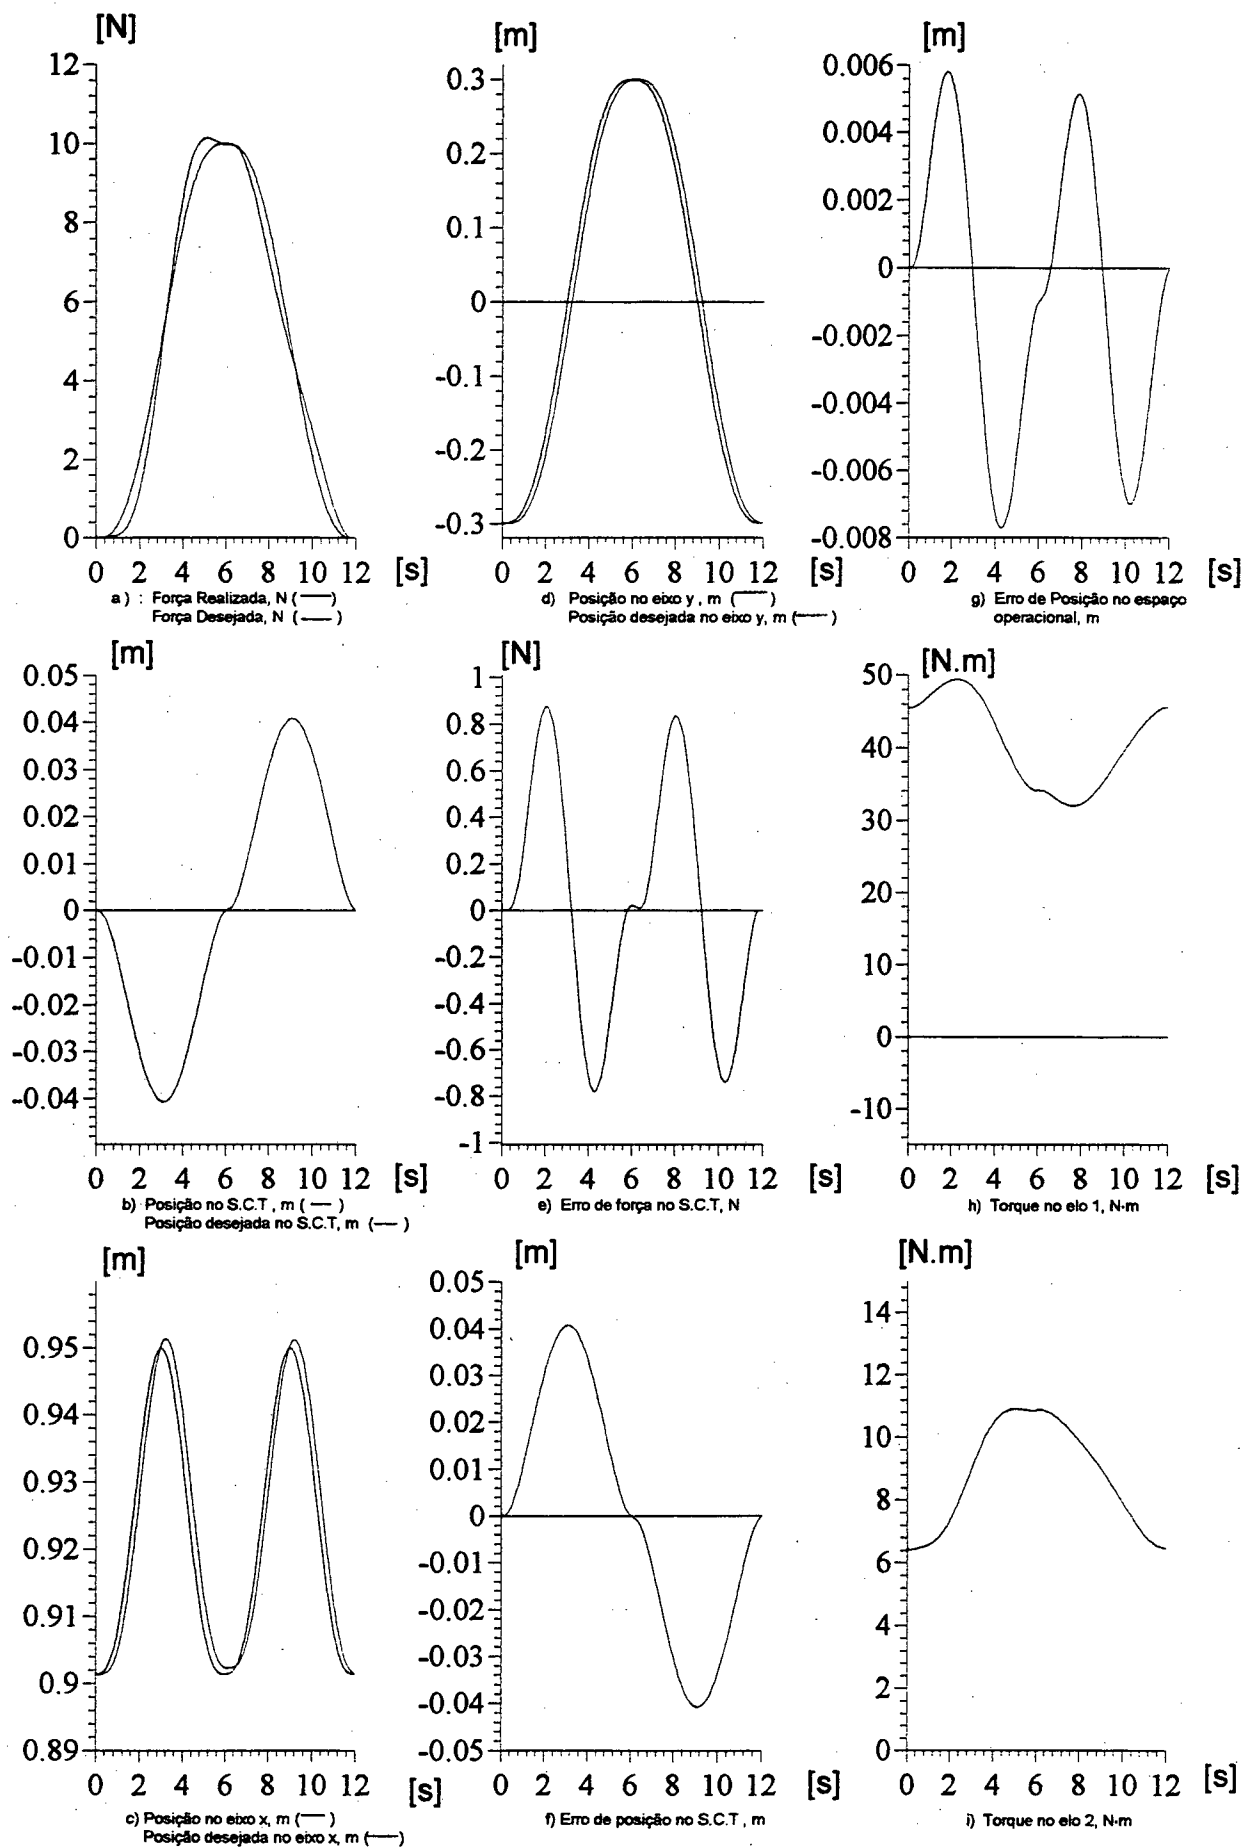 [N]
12
10
8
6
4
2
0
0 2 4 6 8 10 12 [s]
a) : Força Realizada, N ( — )
Força Desejada, N ( — )
[m]
0.3
0.2
0.1
0
-0.1
-0.2
-0.3
0 2 4 6 8 10 12 [s]
d) Posição no eixo y , m ( — )
Posição desejada no eixo y, m ( — )
[m]
0.006
0.004
0.002
0
-0.002
-0.004
-0.006
-0.008
0 2 4 6 8 10 12 [s]
g) Erro de Posição no espaço
operacional, m
[m]
0.05
0.04
0.03
0.02
0.01
0
-0.01
-0.02
-0.03
-0.04
0 2 4 6 8 10 12 [s]
b) Posição no S.C.T , m ( — )
Posição desejada no S.C.T, m ( — )
[N]
1
0.8
0.6
0.4
0.2
0
-0.2
-0.4
-0.6
-0.8
-1
0 2 4 6 8 10 12 [s]
e) Erro de força no S.C.T, N
[N.m]
50
40
30
20
10
0
-10
0 2 4 6 8 10 12 [s]
h) Torque no elo 1, N·m
[m]
0.95
0.94
0.93
0.92
0.91
0.9
0.89
0 2 4 6 8 10 12 [s]
c) Posição no eixo x, m ( — )
Posição desejada no eixo x, m ( — )
[m]
0.05
0.04
0.03
0.02
0.01
0
-0.01
-0.02
-0.03
-0.04
-0.05
0 2 4 6 8 10 12 [s]
f) Erro de posição no S.C.T , m
[N.m]
14
12
10
8
6
4
2
0
0 2 4 6 8 10 12 [s]
i) Torque no elo 2, N·m